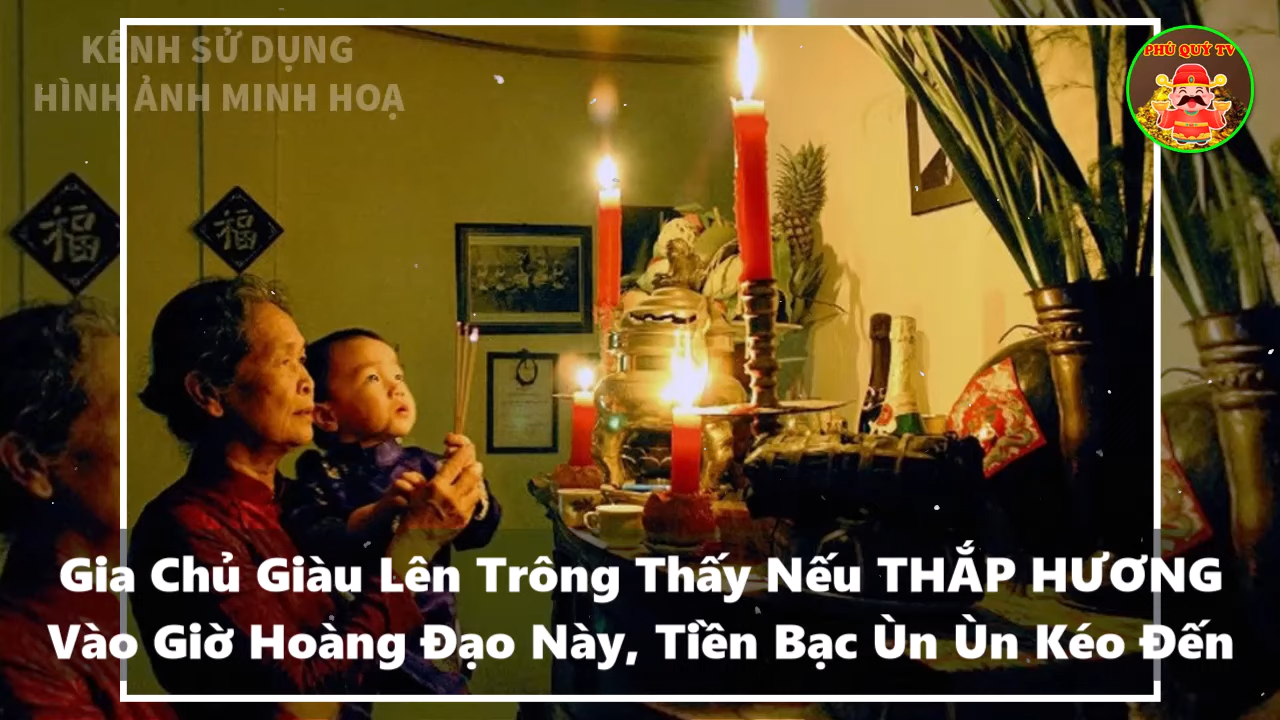 KÊNH SỬ DỤNG
HÌNH ẢNH MINH HOẠ
PHÚ QUÝ TV
福
福
Gia Chủ Giàu Lên Trông Thấy Nếu THẮP HƯƠNG
Vào Giờ Hoàng Đạo Này, Tiền Bạc Ùn Ùn Kéo Đến